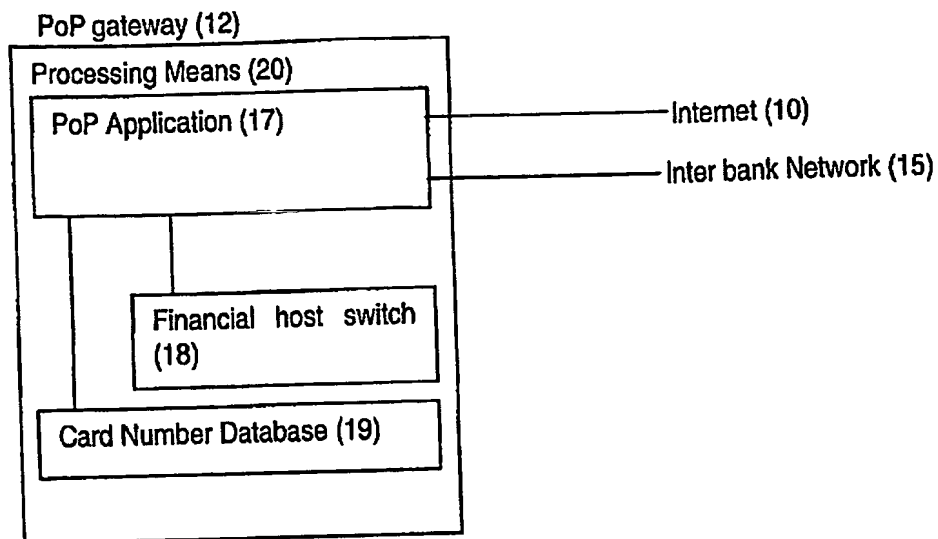 PoP gateway (12)
Processing Means (20)
PoP Application (17)
Internet (10)
Inter bank Network (15)
Financial host switch
(18)
Card Number Database (19)